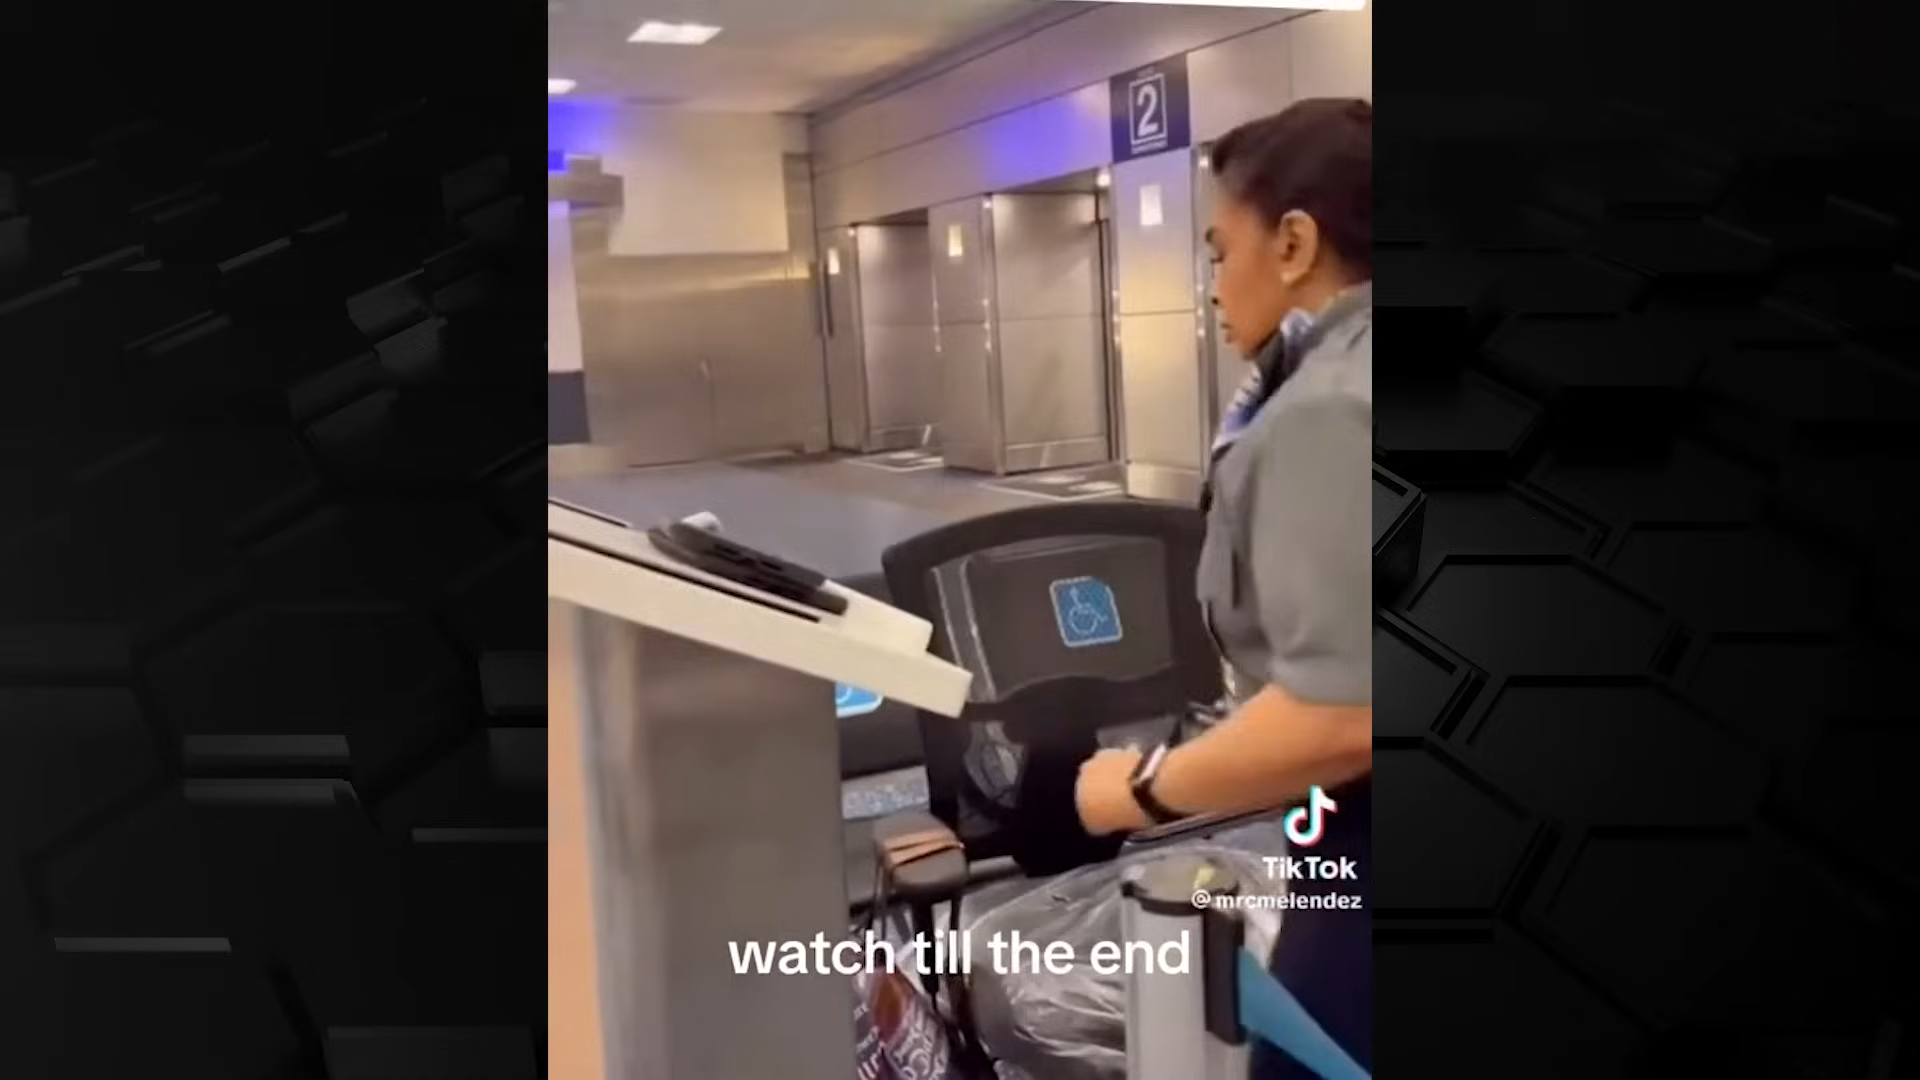 2
TikTok
@mrcmelendez
watch till the end